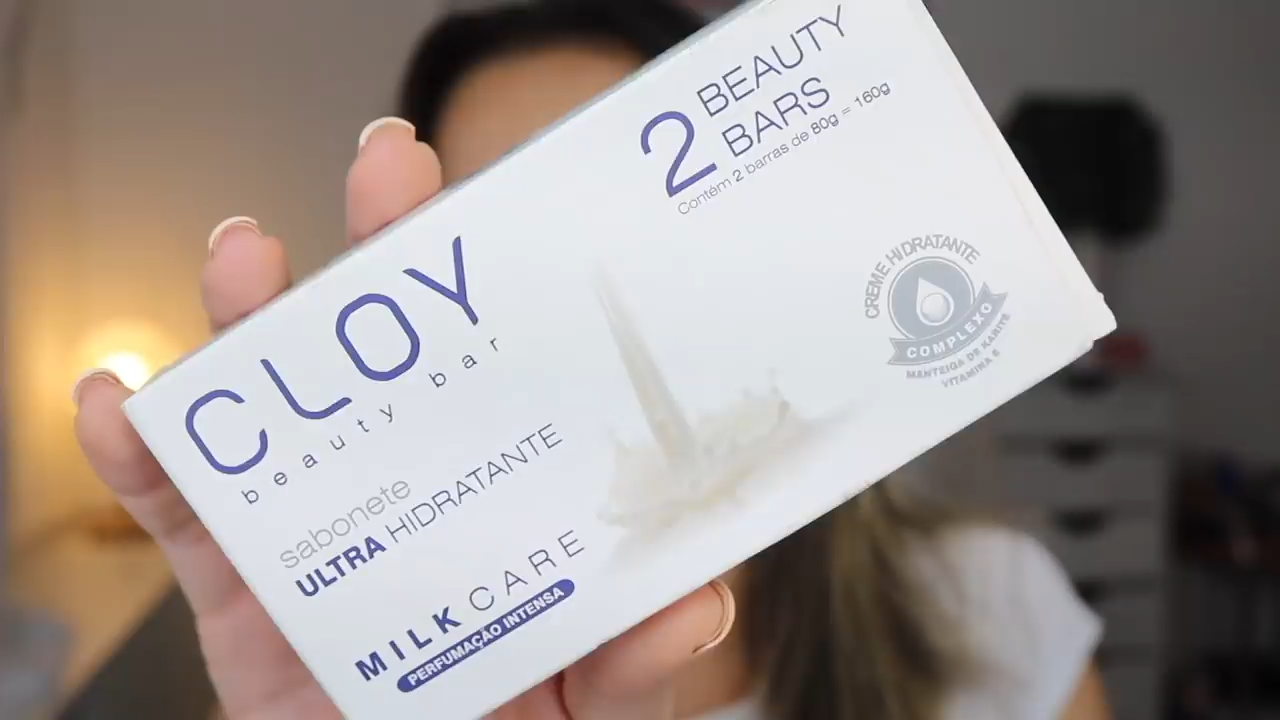 2 BEAUTY
BARS
Contém 2 barras de 80g = 160g
CLOY
beauty bar
sabonete
ULTRA HIDRATANTE
MILK CARE
PERFUMAÇÃO INTENSA
CREME HIDRATANTE
COMPLEXO
MANTEIGA DE KARITÉ
VITAMINA E